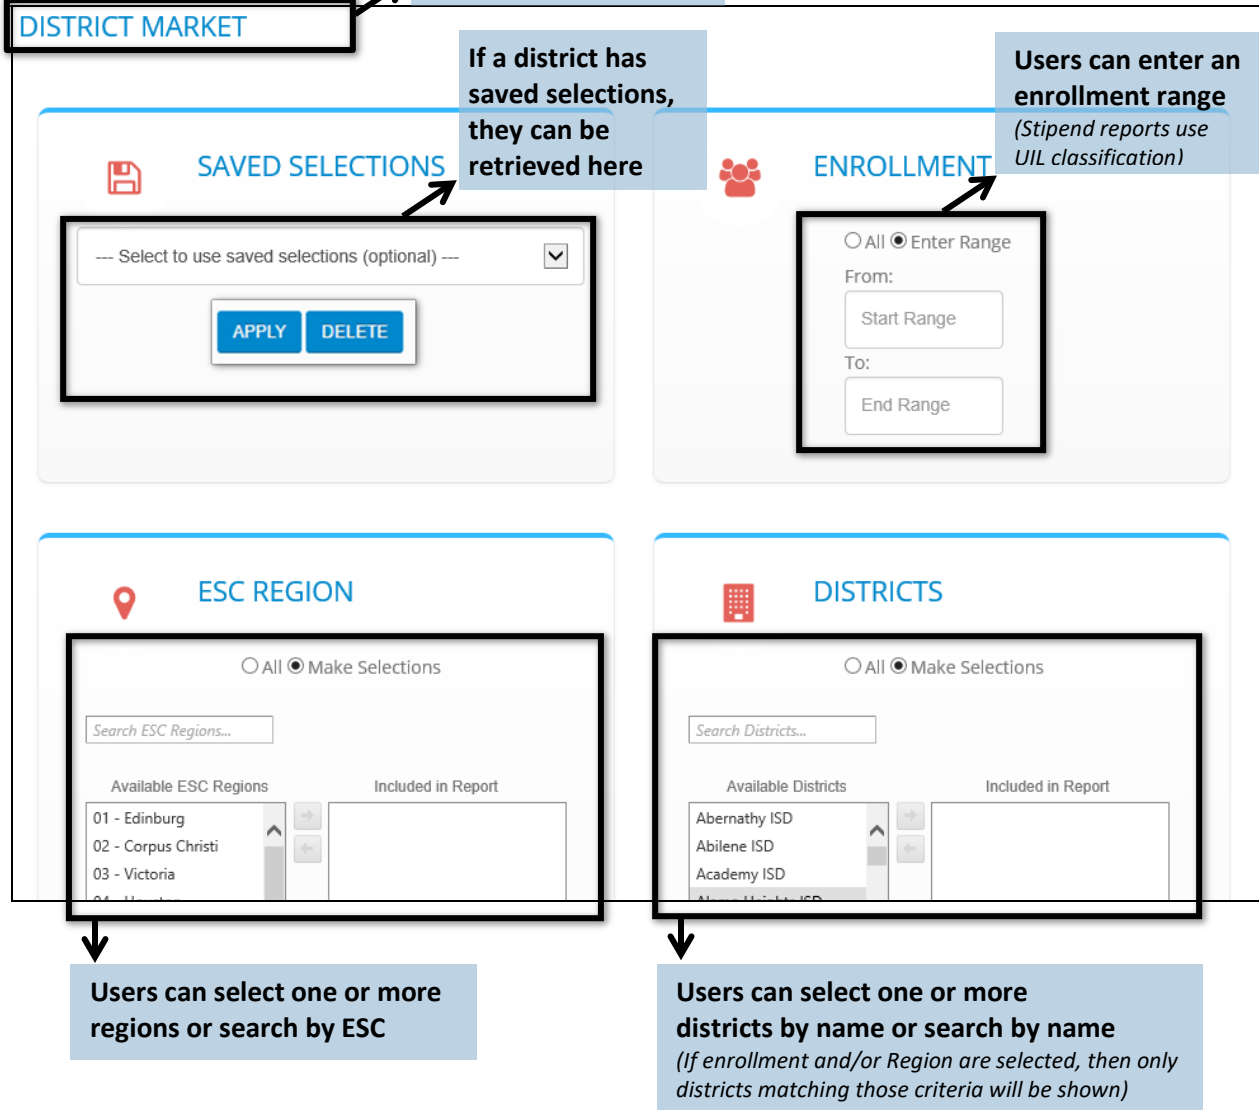 DISTRICT MARKET
If a district has
saved selections,
they can be
retrieved here
Users can enter an
enrollment range
(Stipend reports use
UIL classification)
SAVED SELECTIONS
--- Select to use saved selections (optional) ---
APPLY DELETE
ENROLLMENT
All Enter Range
From:
Start Range
To:
End Range
ESC REGION
All Make Selections
Search ESC Regions...
Available ESC Regions Included in Report
01 - Edinburg
02 - Corpus Christi
03 - Victoria
04 - Houston
DISTRICTS
All Make Selections
Search Districts...
Available Districts Included in Report
Abernathy ISD
Abilene ISD
Academy ISD
Alamo Heights ISD
Users can select one or more
regions or search by ESC
Users can select one or more
districts by name or search by name
(If enrollment and/or Region are selected, then only
districts matching those criteria will be shown)